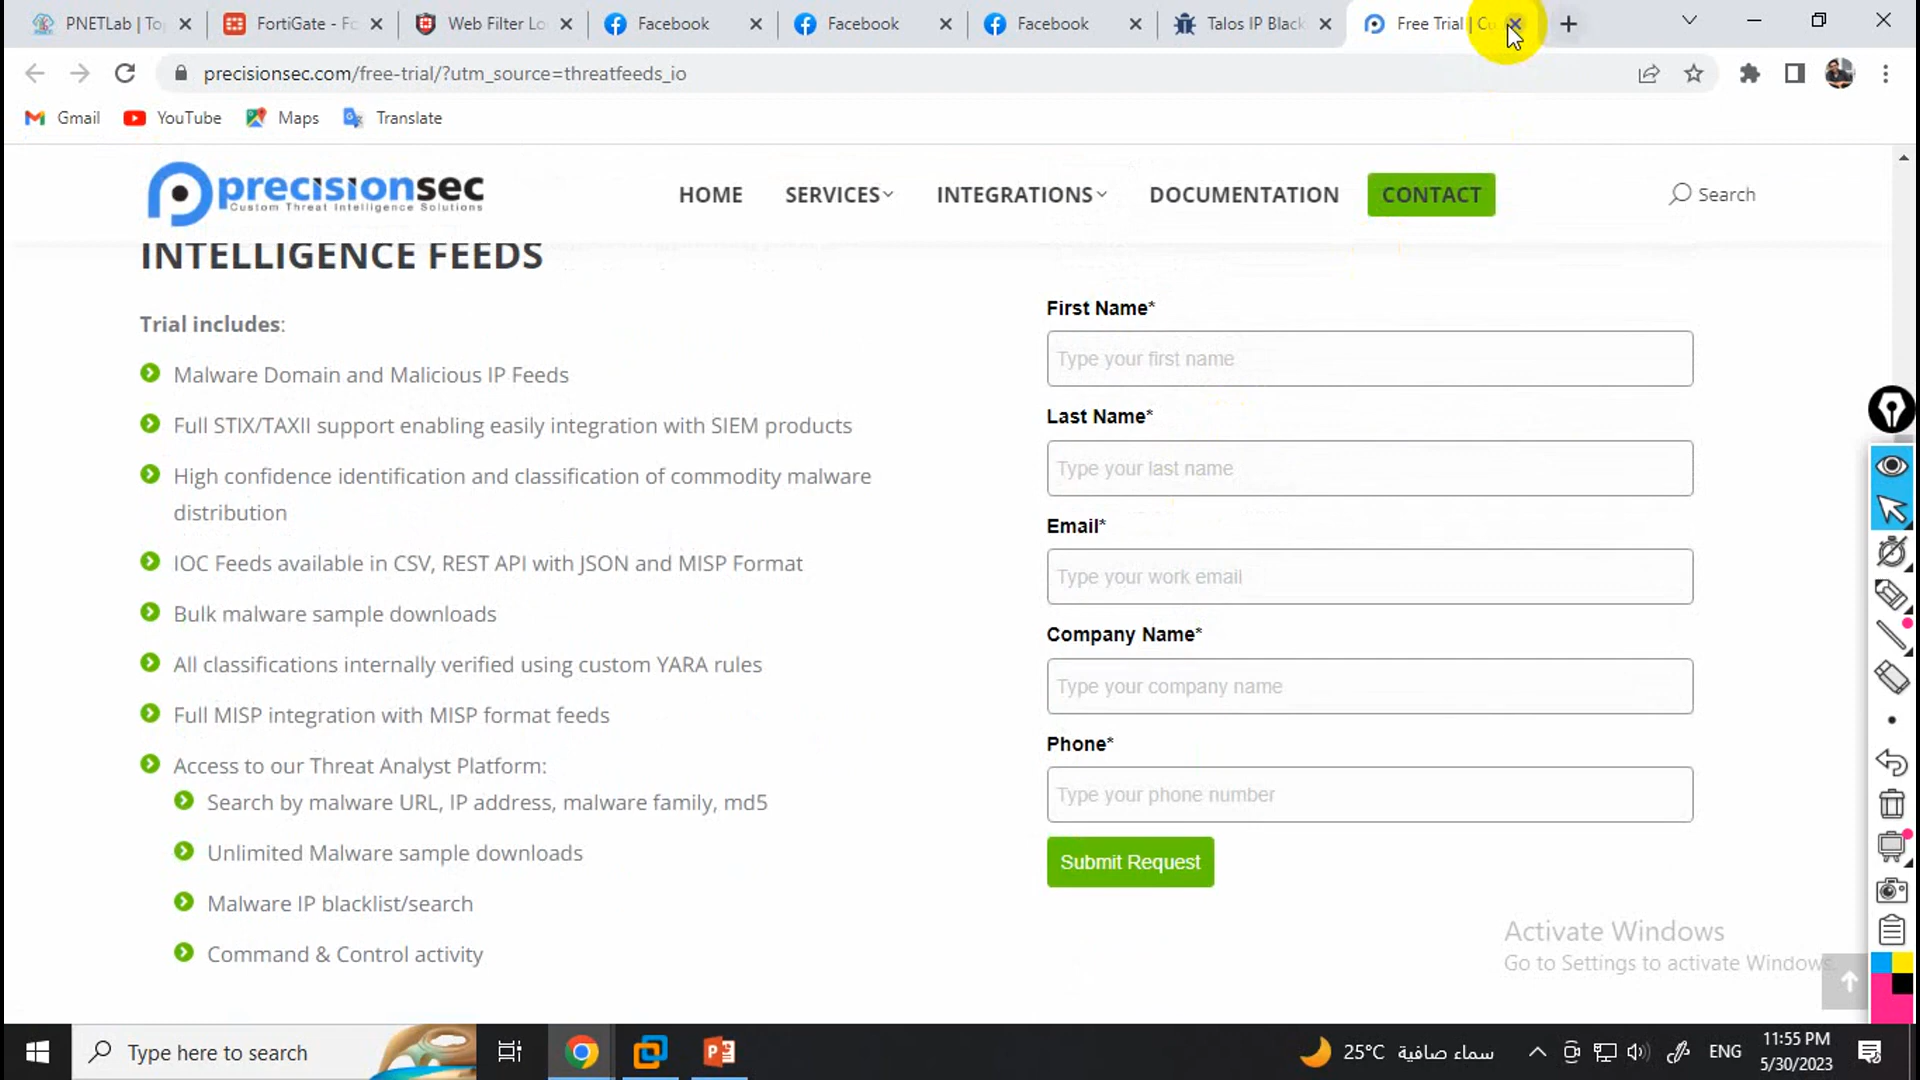 PNETLab | To
FortiGate - Fo
Web Filter Lo
Facebook
Facebook
Facebook
Talos IP Black
Free Trial | Cu
precisionsec.com/free-trial/?utm_source=threatfeeds_io
Gmail
YouTube
Maps
Translate
precisionsec
Custom Threat Intelligence Solutions
HOME
SERVICES
INTEGRATIONS
DOCUMENTATION
CONTACT
Search
INTELLIGENCE FEEDS
Trial includes:
Malware Domain and Malicious IP Feeds
Full STIX/TAXII support enabling easily integration with SIEM products
High confidence identification and classification of commodity malware
distribution
IOC Feeds available in CSV, REST API with JSON and MISP Format
Bulk malware sample downloads
All classifications internally verified using custom YARA rules
Full MISP integration with MISP format feeds
Access to our Threat Analyst Platform:
Search by malware URL, IP address, malware family, md5
Unlimited Malware sample downloads
Malware IP blacklist/search
Command & Control activity
First Name*
Type your first name
Last Name*
Type your last name
Email*
Type your work email
Company Name*
Type your company name
Phone*
Type your phone number
Submit Request
Activate Windows
Go to Settings to activate Windows.
Type here to search
25°C سماء صافية
ENG
11:55 PM
5/30/2023